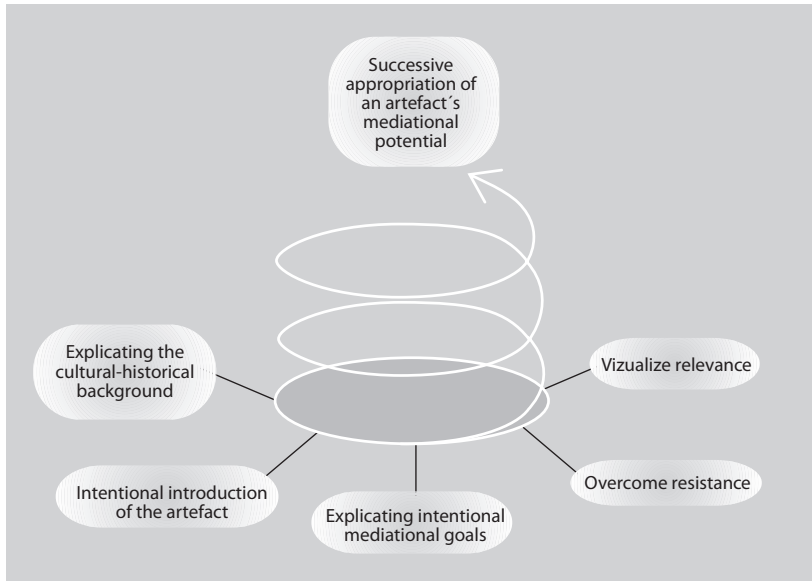 Successive
appropriation of
an artefact´s
mediational
potential
Explicating the
cultural-historical
background
Vizualize relevance
Intentional introduction
of the artefact
Explicating intentional
mediational goals
Overcome resistance